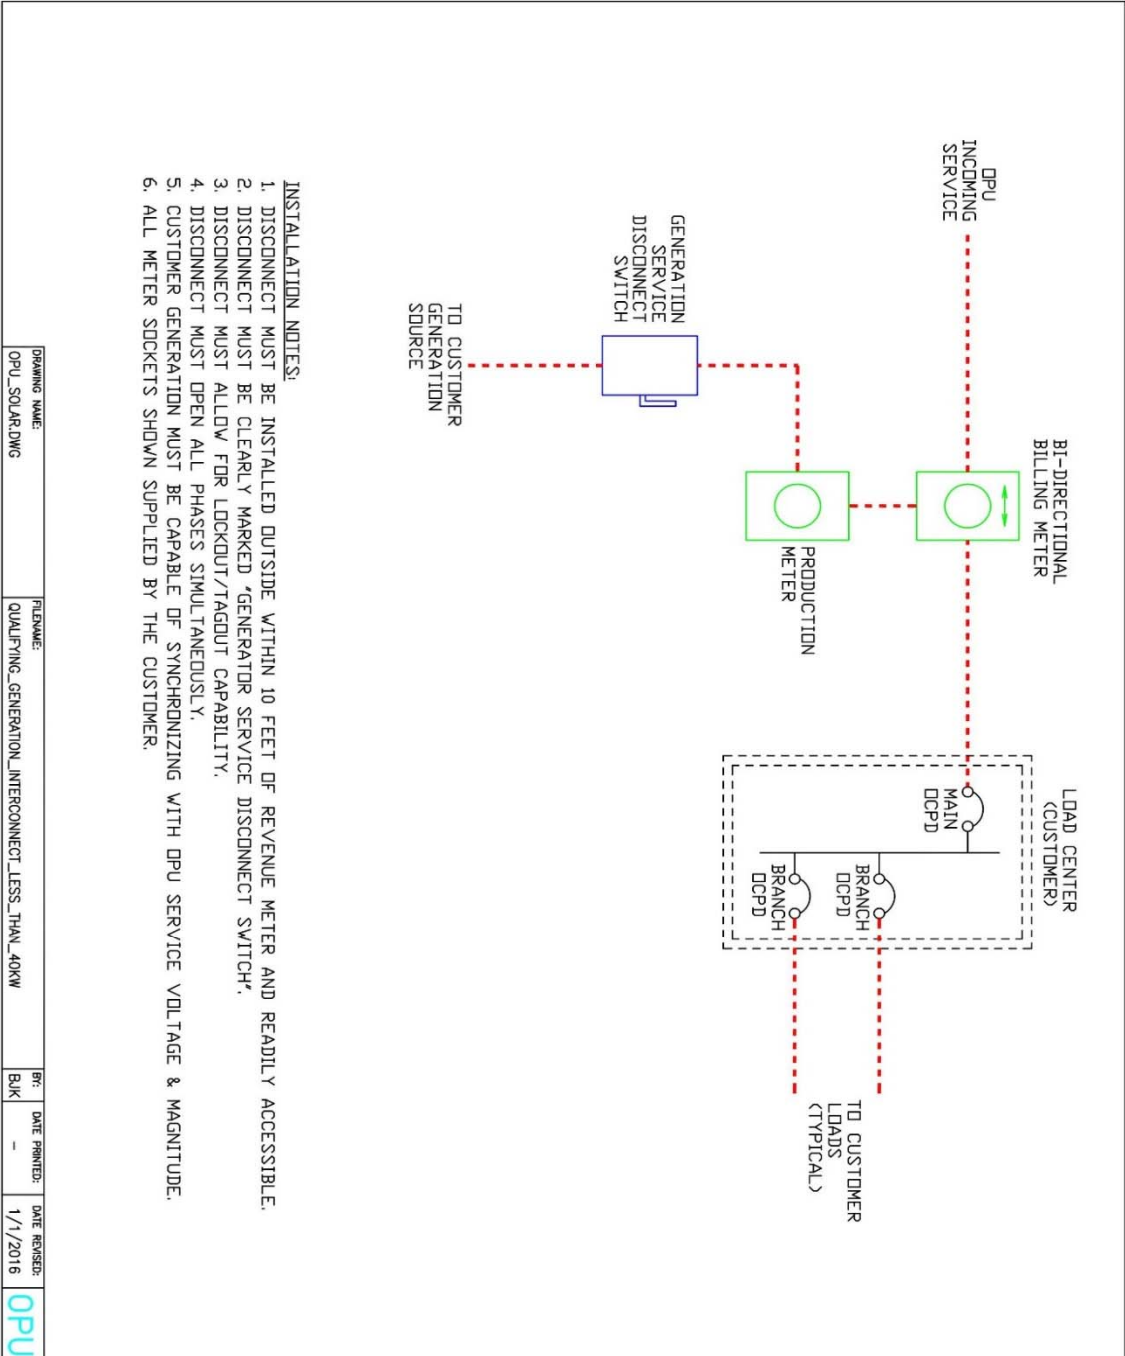 OPU
INCOMING
SERVICE
BI-DIRECTIONAL
BILLING METER
LOAD CENTER
(CUSTOMER)
MAIN
OCPD
BRANCH
OCPD
BRANCH
OCPD
TO CUSTOMER
LOADS
(TYPICAL)
PRODUCTION
METER
GENERATION
SERVICE
DISCONNECT
SWITCH
TO CUSTOMER
GENERATION
SOURCE
INSTALLATION NOTES:
1. DISCONNECT MUST BE INSTALLED OUTSIDE WITHIN 10 FEET OF REVENUE METER AND READILY ACCESSIBLE.
2. DISCONNECT MUST BE CLEARLY MARKED "GENERATOR SERVICE DISCONNECT SWITCH".
3. DISCONNECT MUST ALLOW FOR LOCKOUT/TAGOUT CAPABILITY.
4. DISCONNECT MUST OPEN ALL PHASES SIMULTANEOUSLY.
5. CUSTOMER GENERATION MUST BE CAPABLE OF SYNCHRONIZING WITH OPU SERVICE VOLTAGE & MAGNITUDE.
6. ALL METER SOCKETS SHOWN SUPPLIED BY THE CUSTOMER.
DRAWING NAME:
OPU_SOLAR.DWG
FILENAME:
QUALIFYING_GENERATION_INTERCONNECT_LESS_THAN_40KW
BY:
BJK
DATE PRINTED:
-
DATE REVISED:
1/1/2016
OPU